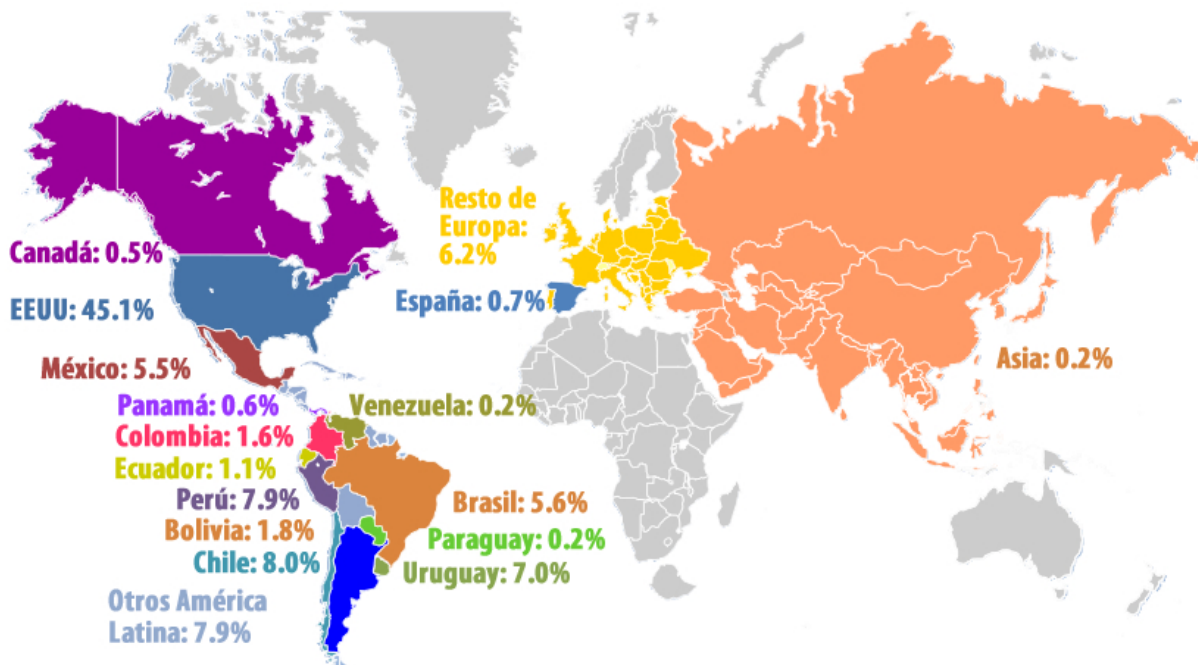 Resto de
Europa:
6.2%
Canadá: 0.5%
EEUU: 45.1%
España: 0.7%
México: 5.5%
Asia: 0.2%
Panamá: 0.6%
Venezuela: 0.2%
Colombia: 1.6%
Ecuador: 1.1%
Perú: 7.9%
Brasil: 5.6%
Bolivia: 1.8%
Paraguay: 0.2%
Chile: 8.0%
Uruguay: 7.0%
Otros América
Latina: 7.9%